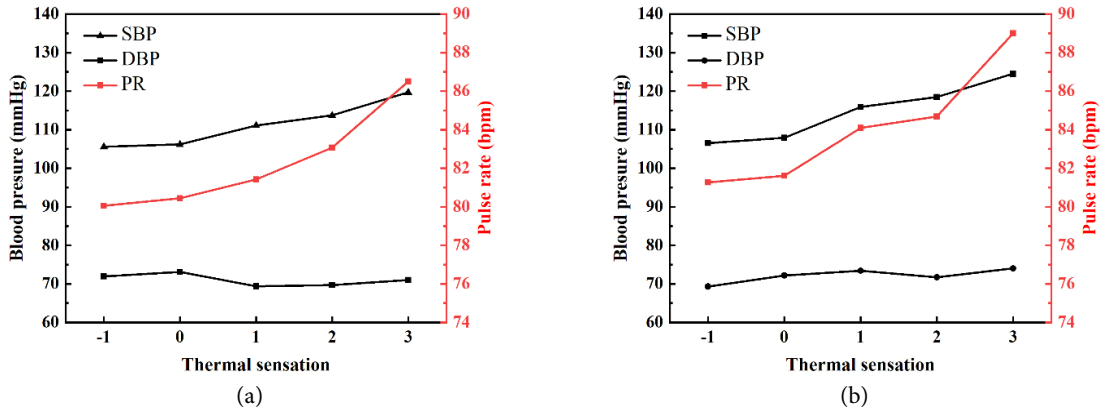 140
130
120
110
100
90
80
70
60
Blood presure (mmHg)
SBP
DBP
PR
90
88
86
84
82
80
78
76
74
72
Pulse rate (bpm)
-1 0 1 2 3
Thermal sensation
(a)
140
130
120
110
100
90
80
70
60
Blood presure (mmHg)
SBP
DBP
PR
90
88
86
84
82
80
78
76
74
72
Pulse rate (bpm)
-1 0 1 2 3
Thermal sensation
(b)